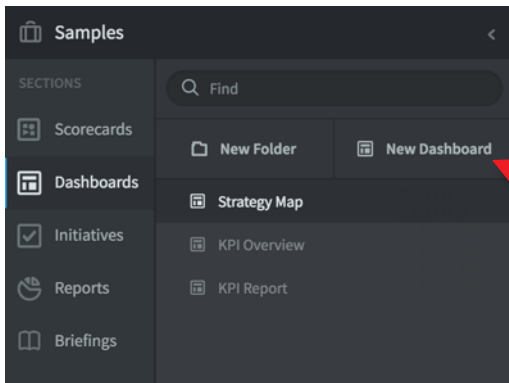 Samples
SECTIONS
Scorecards
Dashboards
Initiatives
Reports
Briefings
Find
New Folder
New Dashboard
Strategy Map
KPI Overview
KPI Report